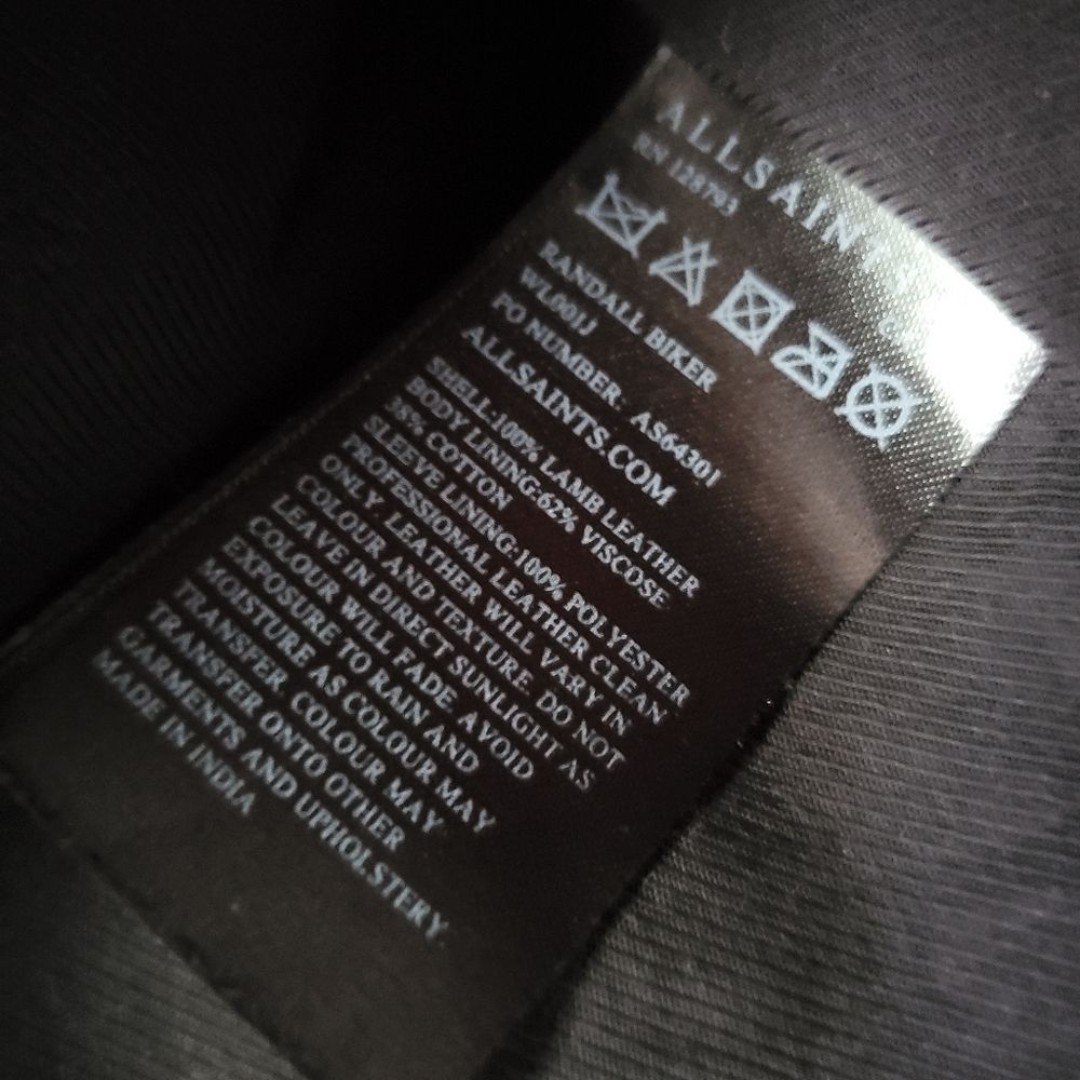 ALLSAINTS
RN 128793
RANDALL BIKER
WL001J
PO NUMBER: AS64301
ALLSAINTS.COM
SHELL:100% LAMB LEATHER
BODY LINING:62% VISCOSE
38% COTTON
SLEEVE LINING:100% POLYESTER
PROFESSIONAL LEATHER CLEAN
ONLY. LEATHER WILL VARY IN
COLOUR AND TEXTURE. DO NOT
LEAVE IN DIRECT SUNLIGHT AS
COLOUR WILL FADE AVOID
EXPOSURE TO RAIN AND
MOISTURE AS COLOUR MAY
TRANSFER. COLOUR MAY
TRANSFER ONTO OTHER
GARMENTS AND UPHOLSTERY.
MADE IN INDIA